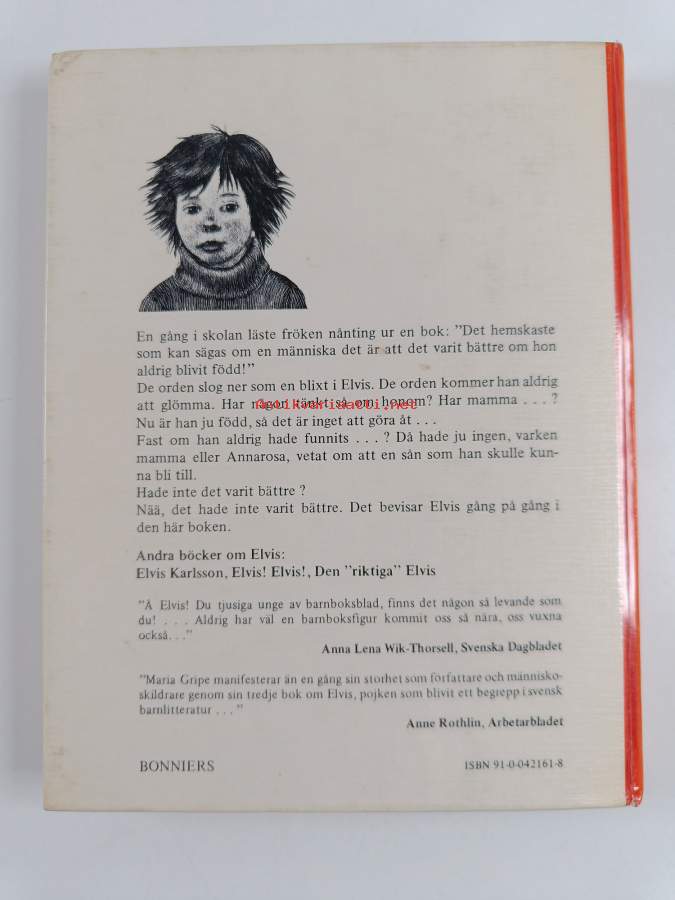 En gång i skolan läste fröken nånting ur en bok: ”Det hemskaste
som kan sägas om en människa det är att det varit bättre om hon
aldrig blivit född!”
De orden slog ner som en blixt i Elvis. De orden kommer han aldrig
att glömma. Har någon tänkt så om honom? Har mamma . . . ?
antikvariaatti.net
Nu är han ju född, så det är inget att göra åt . . .
Fast om han aldrig hade funnits . . . ? Då hade ju ingen, varken
mamma eller Annarosa, vetat om att en sån som han skulle kun-
na bli till.
Hade inte det varit bättre ?
Nää, det hade inte varit bättre. Det bevisar Elvis gång på gång i
den här boken.
Andra böcker om Elvis:
Elvis Karlsson, Elvis! Elvis!, Den ”riktiga” Elvis
”Å Elvis! Du tjusiga unge av barnboksblad, finns det någon så levande som
du! . . . Aldrig har väl en barnboksfigur kommit oss så nära, oss vuxna
också. . .”
Anna Lena Wik-Thorsell, Svenska Dagbladet
”Maria Gripe manifesterar än en gång sin storhet som författare och människo-
skildrare genom sin tredje bok om Elvis, pojken som blivit ett begrepp i svensk
barnlitteratur . . . ”
Anne Rothlin, Arbetarbladet
BONNIERS
ISBN 91-0-042161-8